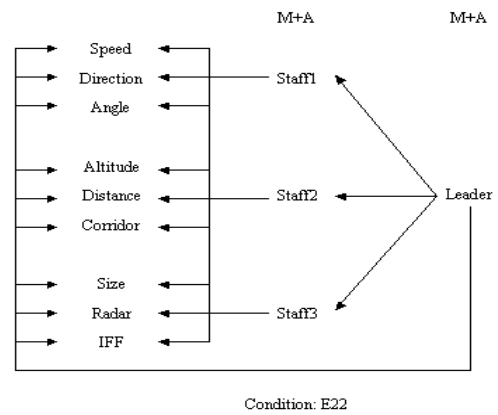 M+A M+A
Speed
Direction Staff1
Angle
Altitude
Distance Staff2 Leader
Corridor
Size
Radar Staff3
IFF
Condition: E22